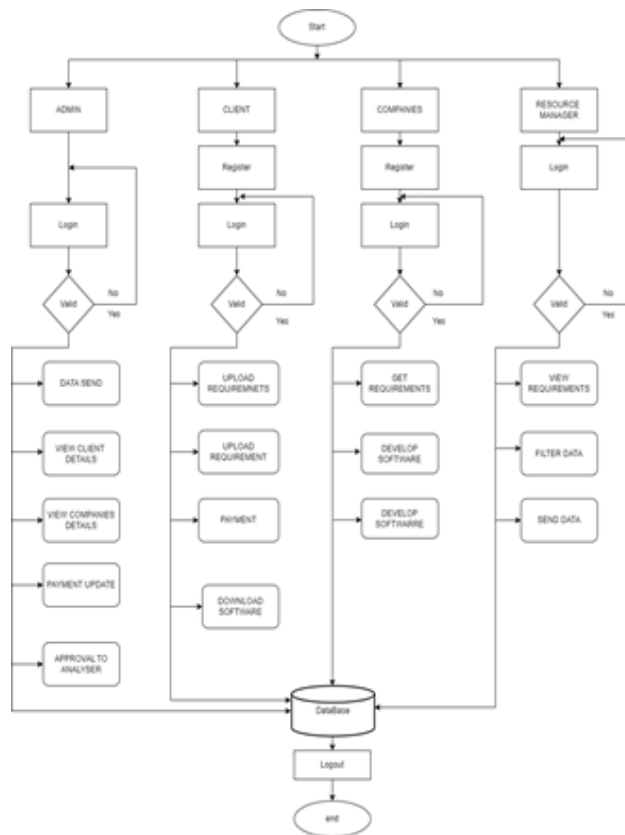 Start
ADMIN
CLIENT
COMPANIES
RESOURCE
MANAGER
Register
Register
Login
Login
Login
Login
Valid
No
Yes
Valid
No
Yes
Valid
No
Yes
Valid
No
Yes
DATA SEND
UPLOAD
REQUIREMNETS
GET
REQUIREMENTS
VIEW
REQUIREMENTS
VIEW CLIENT
DETAILS
UPLOAD
REQUIREMENT
DEVELOP
SOFTWARE
FILTER DATA
VIEW COMPANIES
DETAILS
PAYMENT
DEVELOP
SOFTWARRE
SEND DATA
PAYMENT UPDATE
DOWNLOAD
SOFTWARE
APPROVAL TO
ANALYSER
DataBase
Logout
end